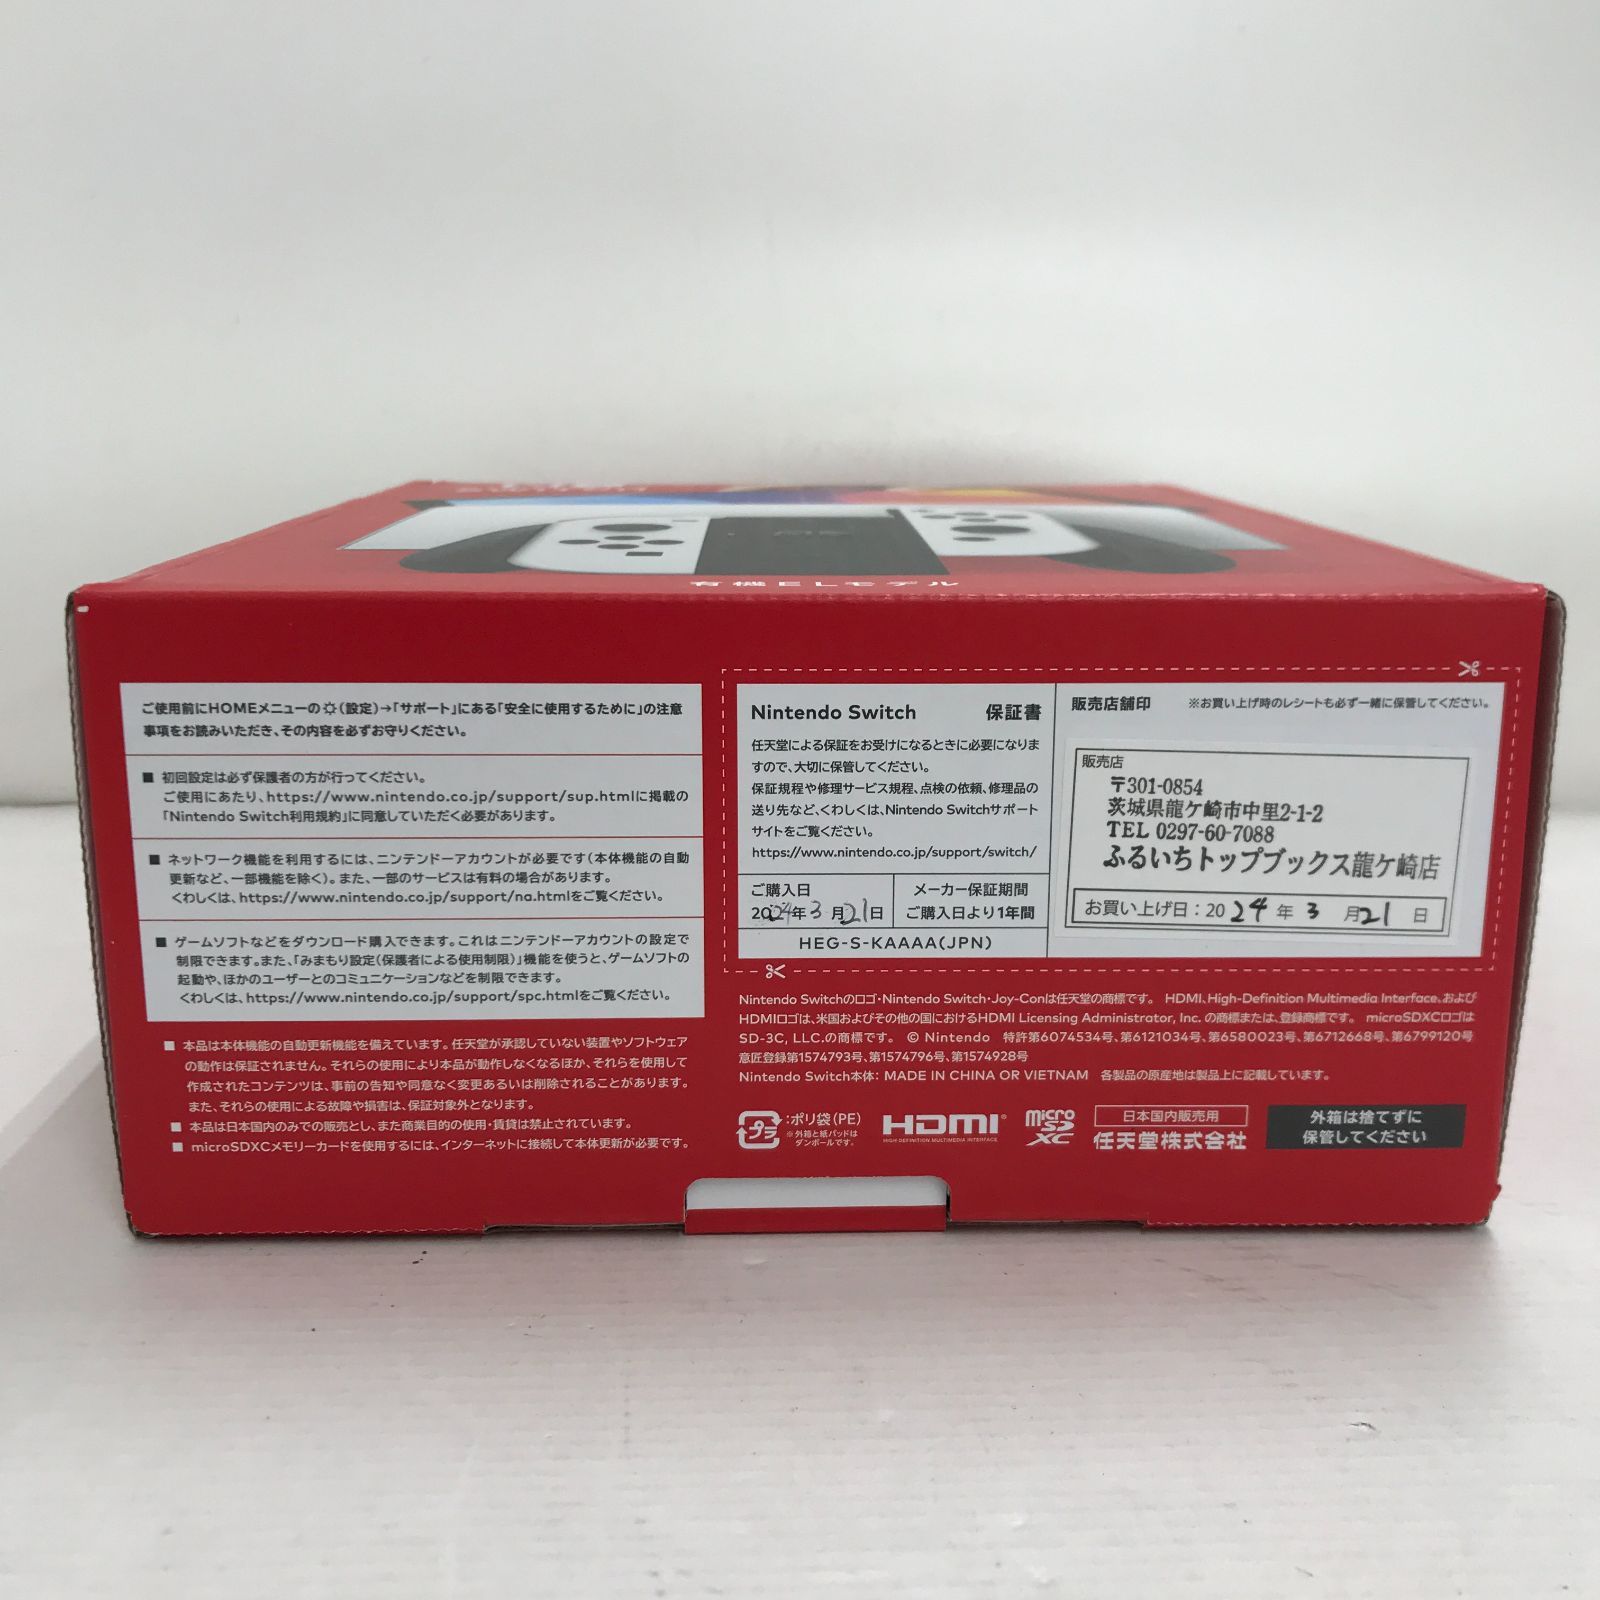 有機ELモデル
ご使用前にHOMEメニューの(設定)→「サポート」にある「安全に使用するために」の注意
事項をお読みいただき、その内容を必ずお守りください。
■ 初回設定は必ず保護者の方が行ってください。
ご使用にあたり、https://www.nintendo.co.jp/support/sup.htmlに掲載の
「Nintendo Switch利用規約」に同意していただく必要があります。
■ ネットワーク機能を利用するには、ニンテンドーアカウントが必要です(本体機能の自動
更新など、一部機能を除く)。また、一部のサービスは有料の場合があります。
くわしくは、https://www.nintendo.co.jp/support/na.htmlをご覧ください。
■ ゲームソフトなどをダウンロード購入できます。これはニンテンドーアカウントの設定で
制限できます。また、「みまもり設定(保護者による使用制限)」機能を使うと、ゲームソフトの
起動や、ほかのユーザーとのコミュニケーションなどを制限できます。
くわしくは、https://www.nintendo.co.jp/support/spc.htmlをご覧ください。
■ 本品は本体機能の自動更新機能を備えています。任天堂が承認していない装置やソフトウェア
の動作は保証されません。それらの使用により本品が動作しなくなるほか、それらを使用して
作成されたコンテンツは、事前の告知や同意なく変更あるいは削除されることがあります。
また、それらの使用による故障や損害は、保証対象外となります。
■ 本品は日本国内のみでの販売とし、また商業目的の使用・賃貸は禁止されています。
■ microSDXCメモリーカードを使用するには、インターネットに接続して本体更新が必要です。
Nintendo Switch 保証書
任天堂による保証をお受けになるときに必要になりま
すので、大切に保管してください。
保証規程や修理サービス規程、点検の依頼、修理品の
送り先など、くわしくは、Nintendo Switchサポート
サイトをご覧ください。
https://www.nintendo.co.jp/support/switch/
ご購入日
2024年3月21日
メーカー保証期間
ご購入日より1年間
HEG-S-KAAAA(JPN)
販売店舗印 ※お買い上げ時のレシートも必ず一緒に保管してください。
販売店
〒301-0854
茨城県龍ケ崎市中里2-1-2
TEL 0297-60-7088
ふるいちトップブックス龍ケ崎店
お買い上げ日:2024年3月21日
Nintendo Switchのロゴ・Nintendo Switch・Joy-Conは任天堂の商標です。 HDMI、High-Definition Multimedia Interface、および
HDMIロゴは、米国およびその他の国におけるHDMI Licensing Administrator, Inc. の商標または、登録商標です。 microSDXCロゴは
SD-3C, LLC.の商標です。 © Nintendo 特許第6074534号、第6121034号、第6580023号、第6712668号、第6799120号
意匠登録第1574793号、第1574796号、第1574928号
Nintendo Switch本体: MADE IN CHINA OR VIETNAM 各製品の原産地は製品上に記載しています。
プラ
:ポリ袋(PE)
※外箱と紙パッドは
ダンボールです。
HDMI
HIGH-DEFINITION MULTIMEDIA INTERFACE
micro
SD
XC
日本国内販売用
任天堂株式会社
外箱は捨てずに
保管してください